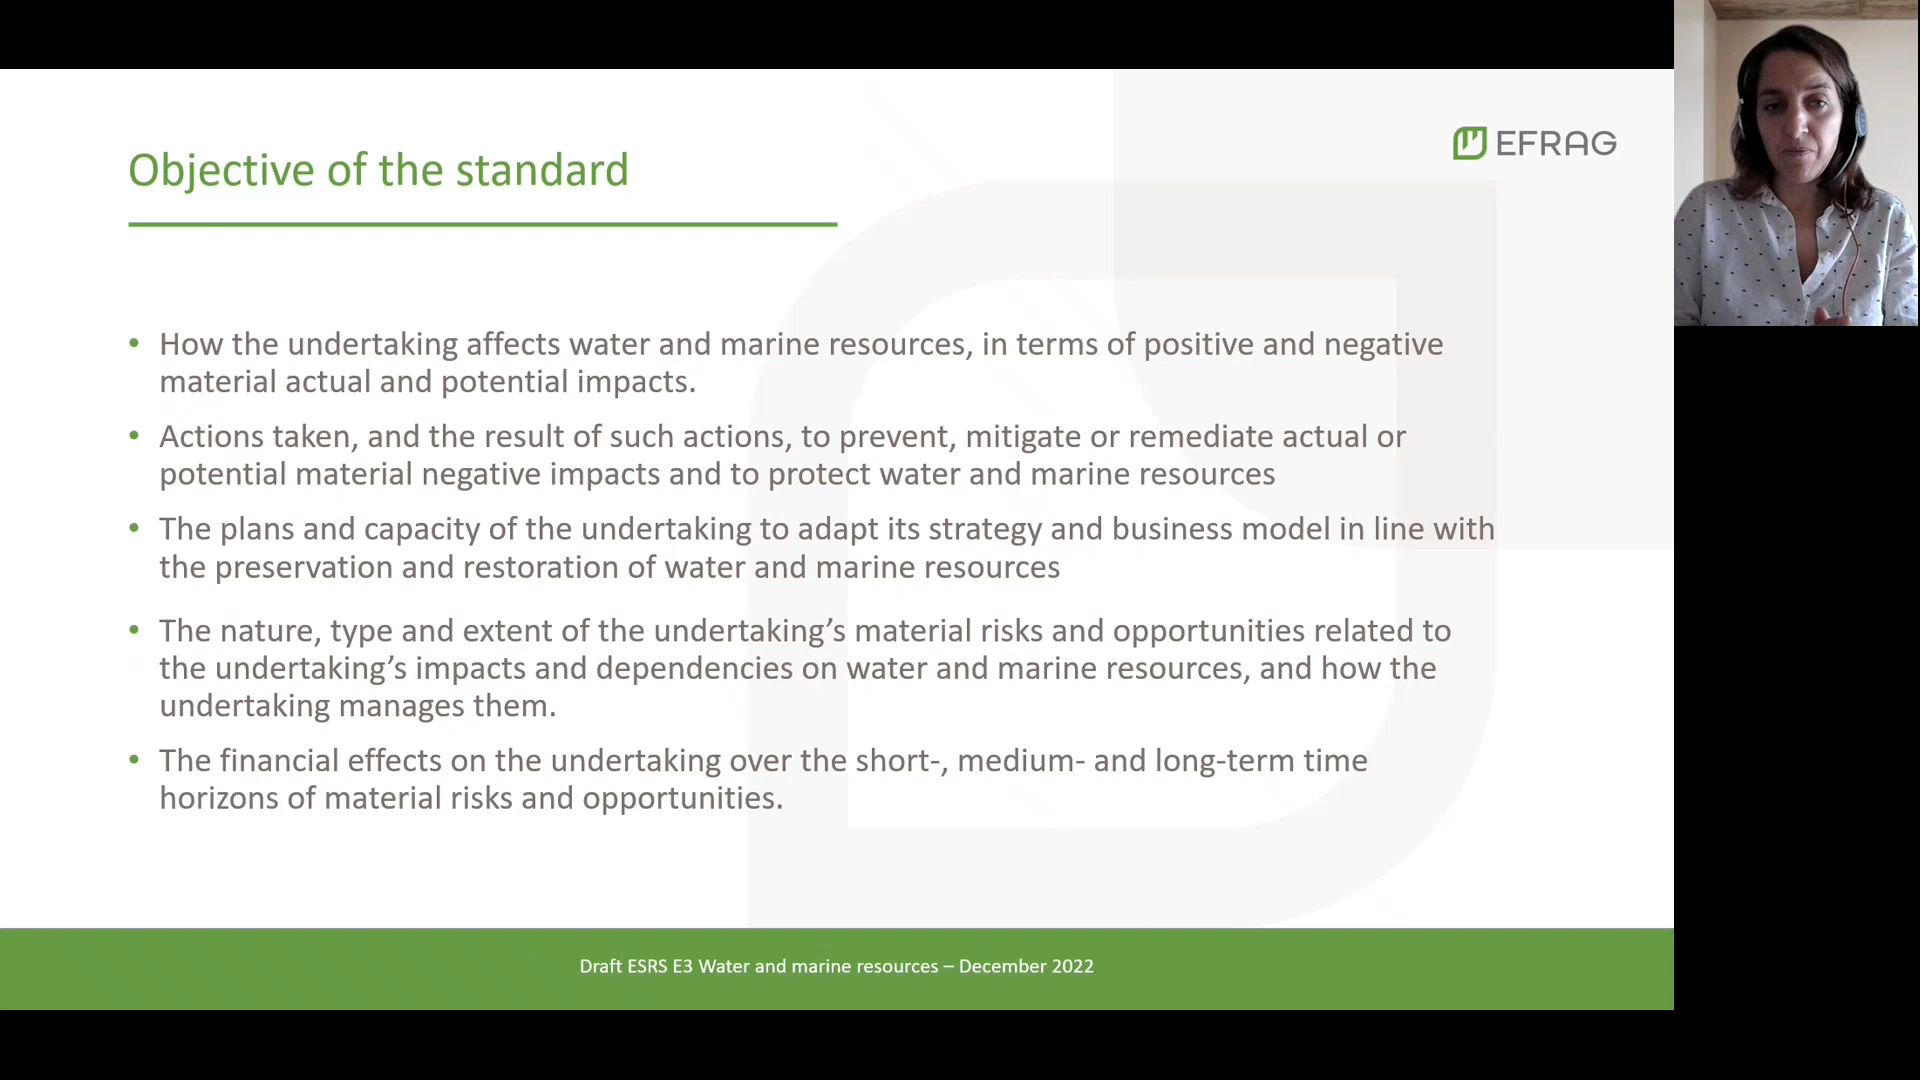 Objective of the standard
EFRAG
• How the undertaking affects water and marine resources, in terms of positive and negative
material actual and potential impacts.
• Actions taken, and the result of such actions, to prevent, mitigate or remediate actual or
potential material negative impacts and to protect water and marine resources
• The plans and capacity of the undertaking to adapt its strategy and business model in line with
the preservation and restoration of water and marine resources
• The nature, type and extent of the undertaking’s material risks and opportunities related to
the undertaking’s impacts and dependencies on water and marine resources, and how the
undertaking manages them.
• The financial effects on the undertaking over the short-, medium- and long-term time
horizons of material risks and opportunities.
Draft ESRS E3 Water and marine resources – December 2022